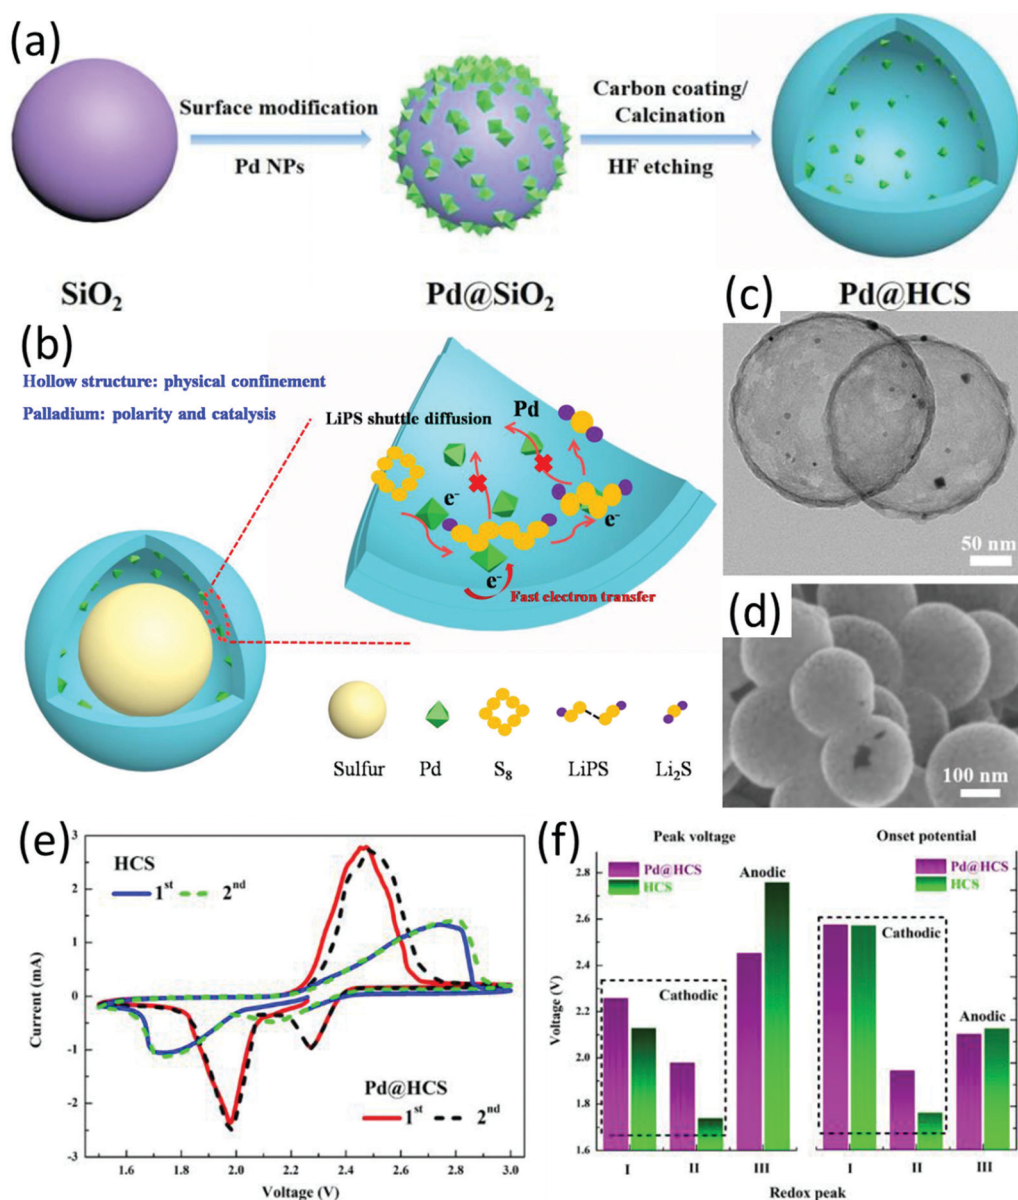 (a)
Surface modification
Pd NPs
Carbon coating/
Calcination
HF etching
SiO₂
Pd@SiO₂
Pd@HCS
(b)
Hollow structure: physical confinement
Palladium: polarity and catalysis
LiPS shuttle diffusion
Pd
e⁻
e⁻
e⁻
Fast electron transfer
Sulfur
Pd
S₈
LiPS
Li₂S
(c)
50 nm
(d)
100 nm
(e)
HCS
1ˢᵗ
2ⁿᵈ
Pd@HCS
1ˢᵗ
2ⁿᵈ
Current (mA)
3
2
1
0
-1
-2
-3
1.6
1.8
2.0
2.2
2.4
2.6
2.8
3.0
Voltage (V)
(f)
Peak voltage
Onset potential
Pd@HCS
HCS
Anodic
Cathodic
Pd@HCS
HCS
Cathodic
Anodic
Voltage (V)
2.8
2.6
2.4
2.2
2.0
1.8
1.6
I
II
III
I
II
III
Redox peak